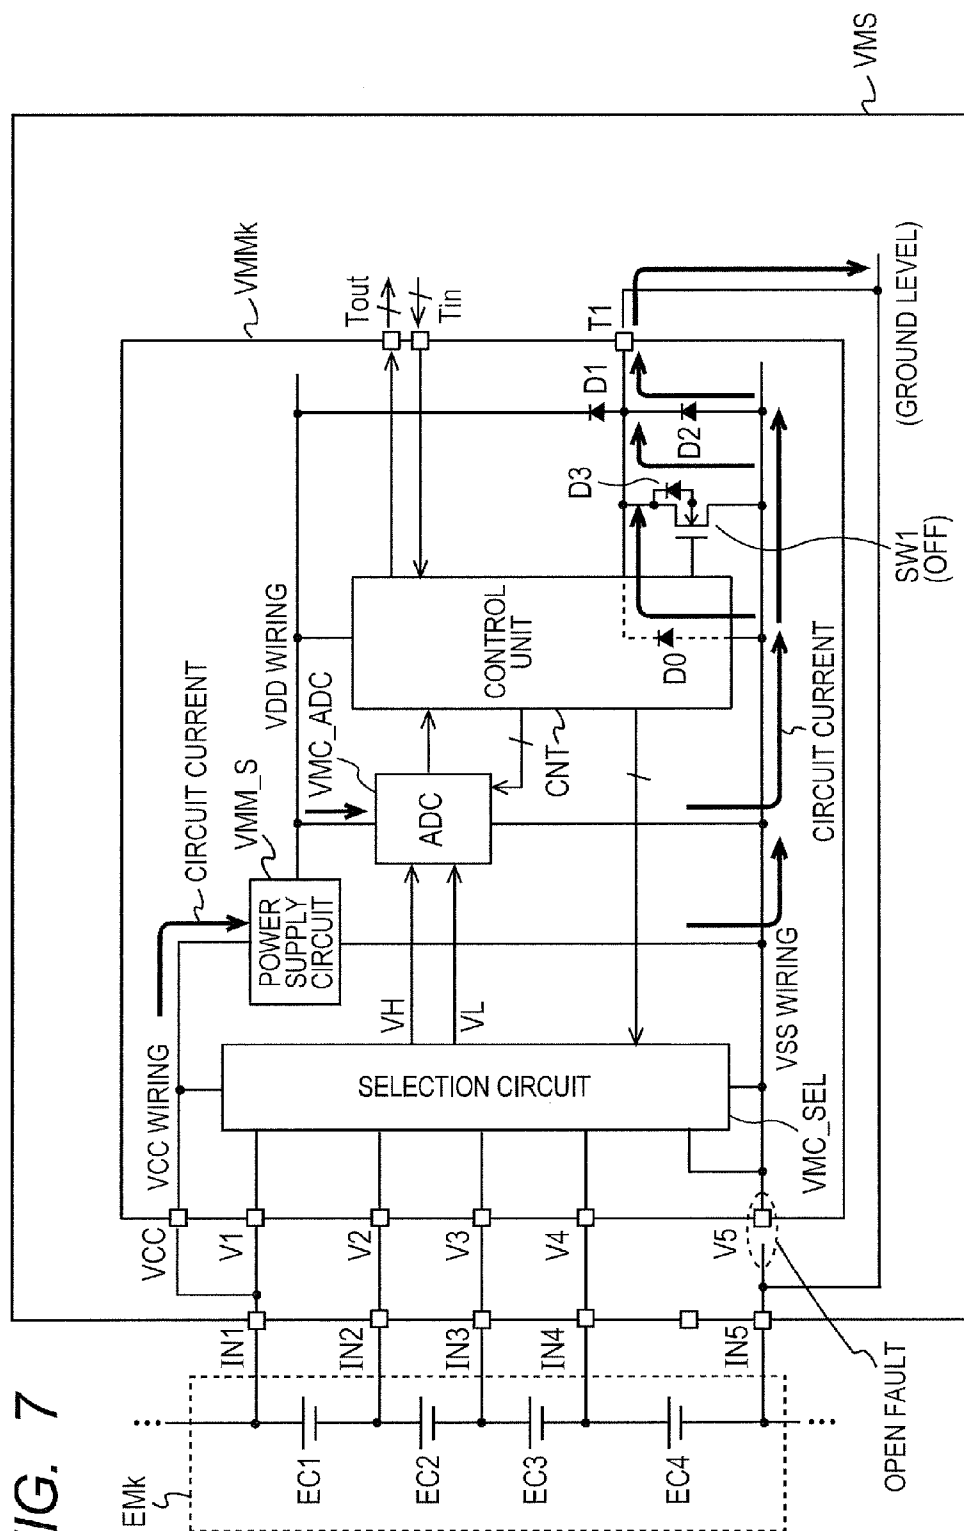 IG. 7
VMS
VMMk
CIRCUIT CURRENT
VMM_S
VDD WIRING
VMC_ADC
VCC WIRING
POWER
SUPPLY
CIRCUIT
Tout
Tin
VCC
V1
V2
V3
V4
V5
IN1
IN2
IN3
IN4
IN5
EMk
EC1
EC2
EC3
EC4
SELECTION CIRCUIT
VH
VL
ADC
CONTROL
UNIT
CNT
D0
D1
D2
D3
T1
SW1
(OFF)
(GROUND LEVEL)
VSS WIRING
VMC_SEL
CIRCUIT CURRENT
OPEN FAULT